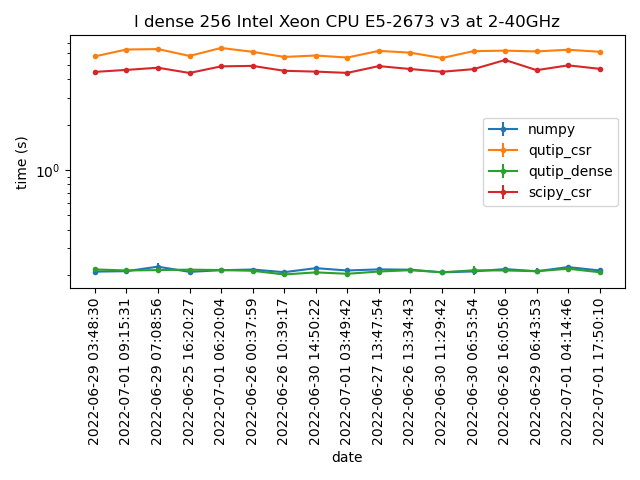 l dense 256 Intel Xeon CPU E5-2673 v3 at 2-40GHz
time (s)
10⁰
numpy
qutip_csr
qutip_dense
scipy_csr
2022-06-29 03:48:30
2022-07-01 09:15:31
2022-06-29 07:08:56
2022-06-25 16:20:27
2022-07-01 06:20:04
2022-06-26 00:37:59
2022-06-26 10:39:17
2022-06-30 14:50:22
2022-07-01 03:49:42
2022-06-27 13:47:54
2022-06-26 13:34:43
2022-06-30 11:29:42
2022-06-30 06:53:54
2022-06-26 16:05:06
2022-06-29 06:43:53
2022-07-01 04:14:46
2022-07-01 17:50:10
date